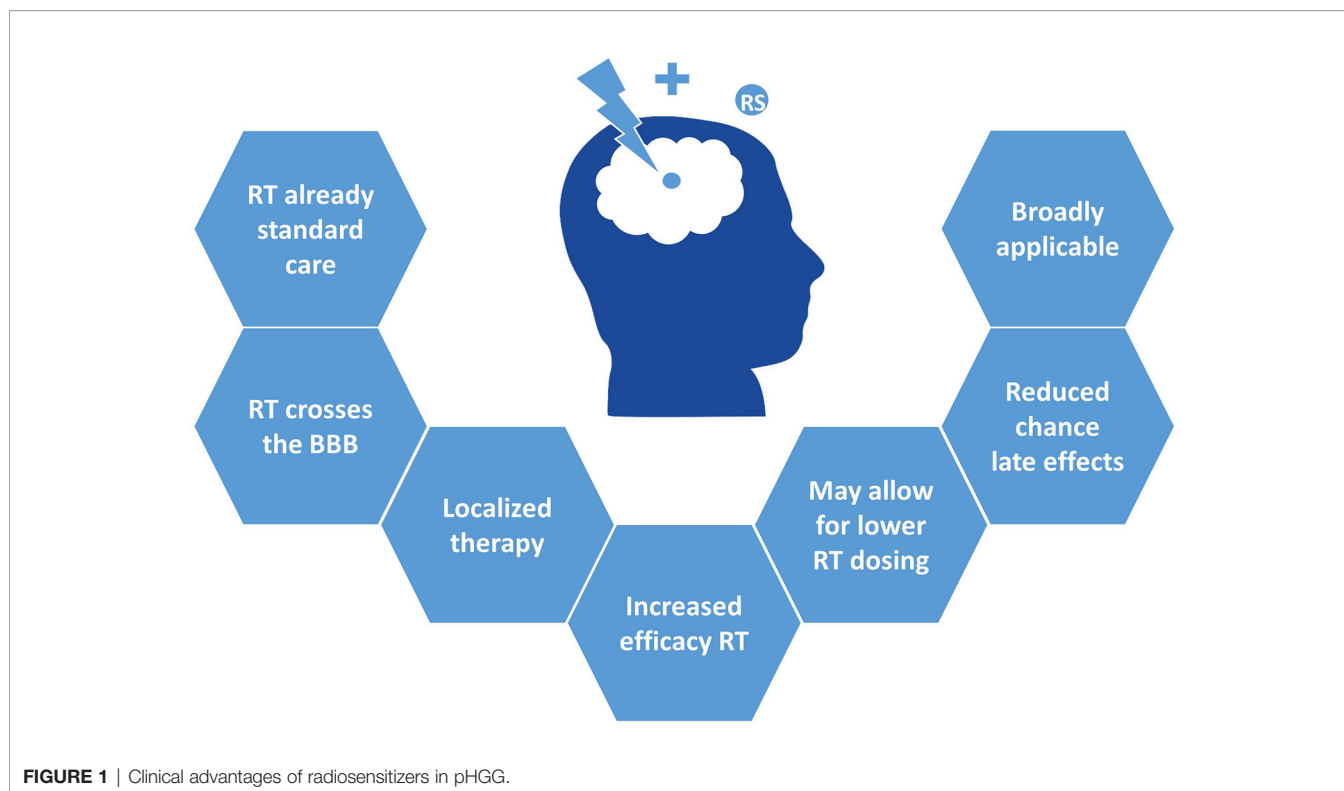 RS
RT already
standard
care
RT crosses
the BBB
Localized
therapy
Increased
efficacy RT
May allow
for lower
RT dosing
Reduced
chance
late effects
Broadly
applicable
FIGURE 1 | Clinical advantages of radiosensitizers in pHGG.